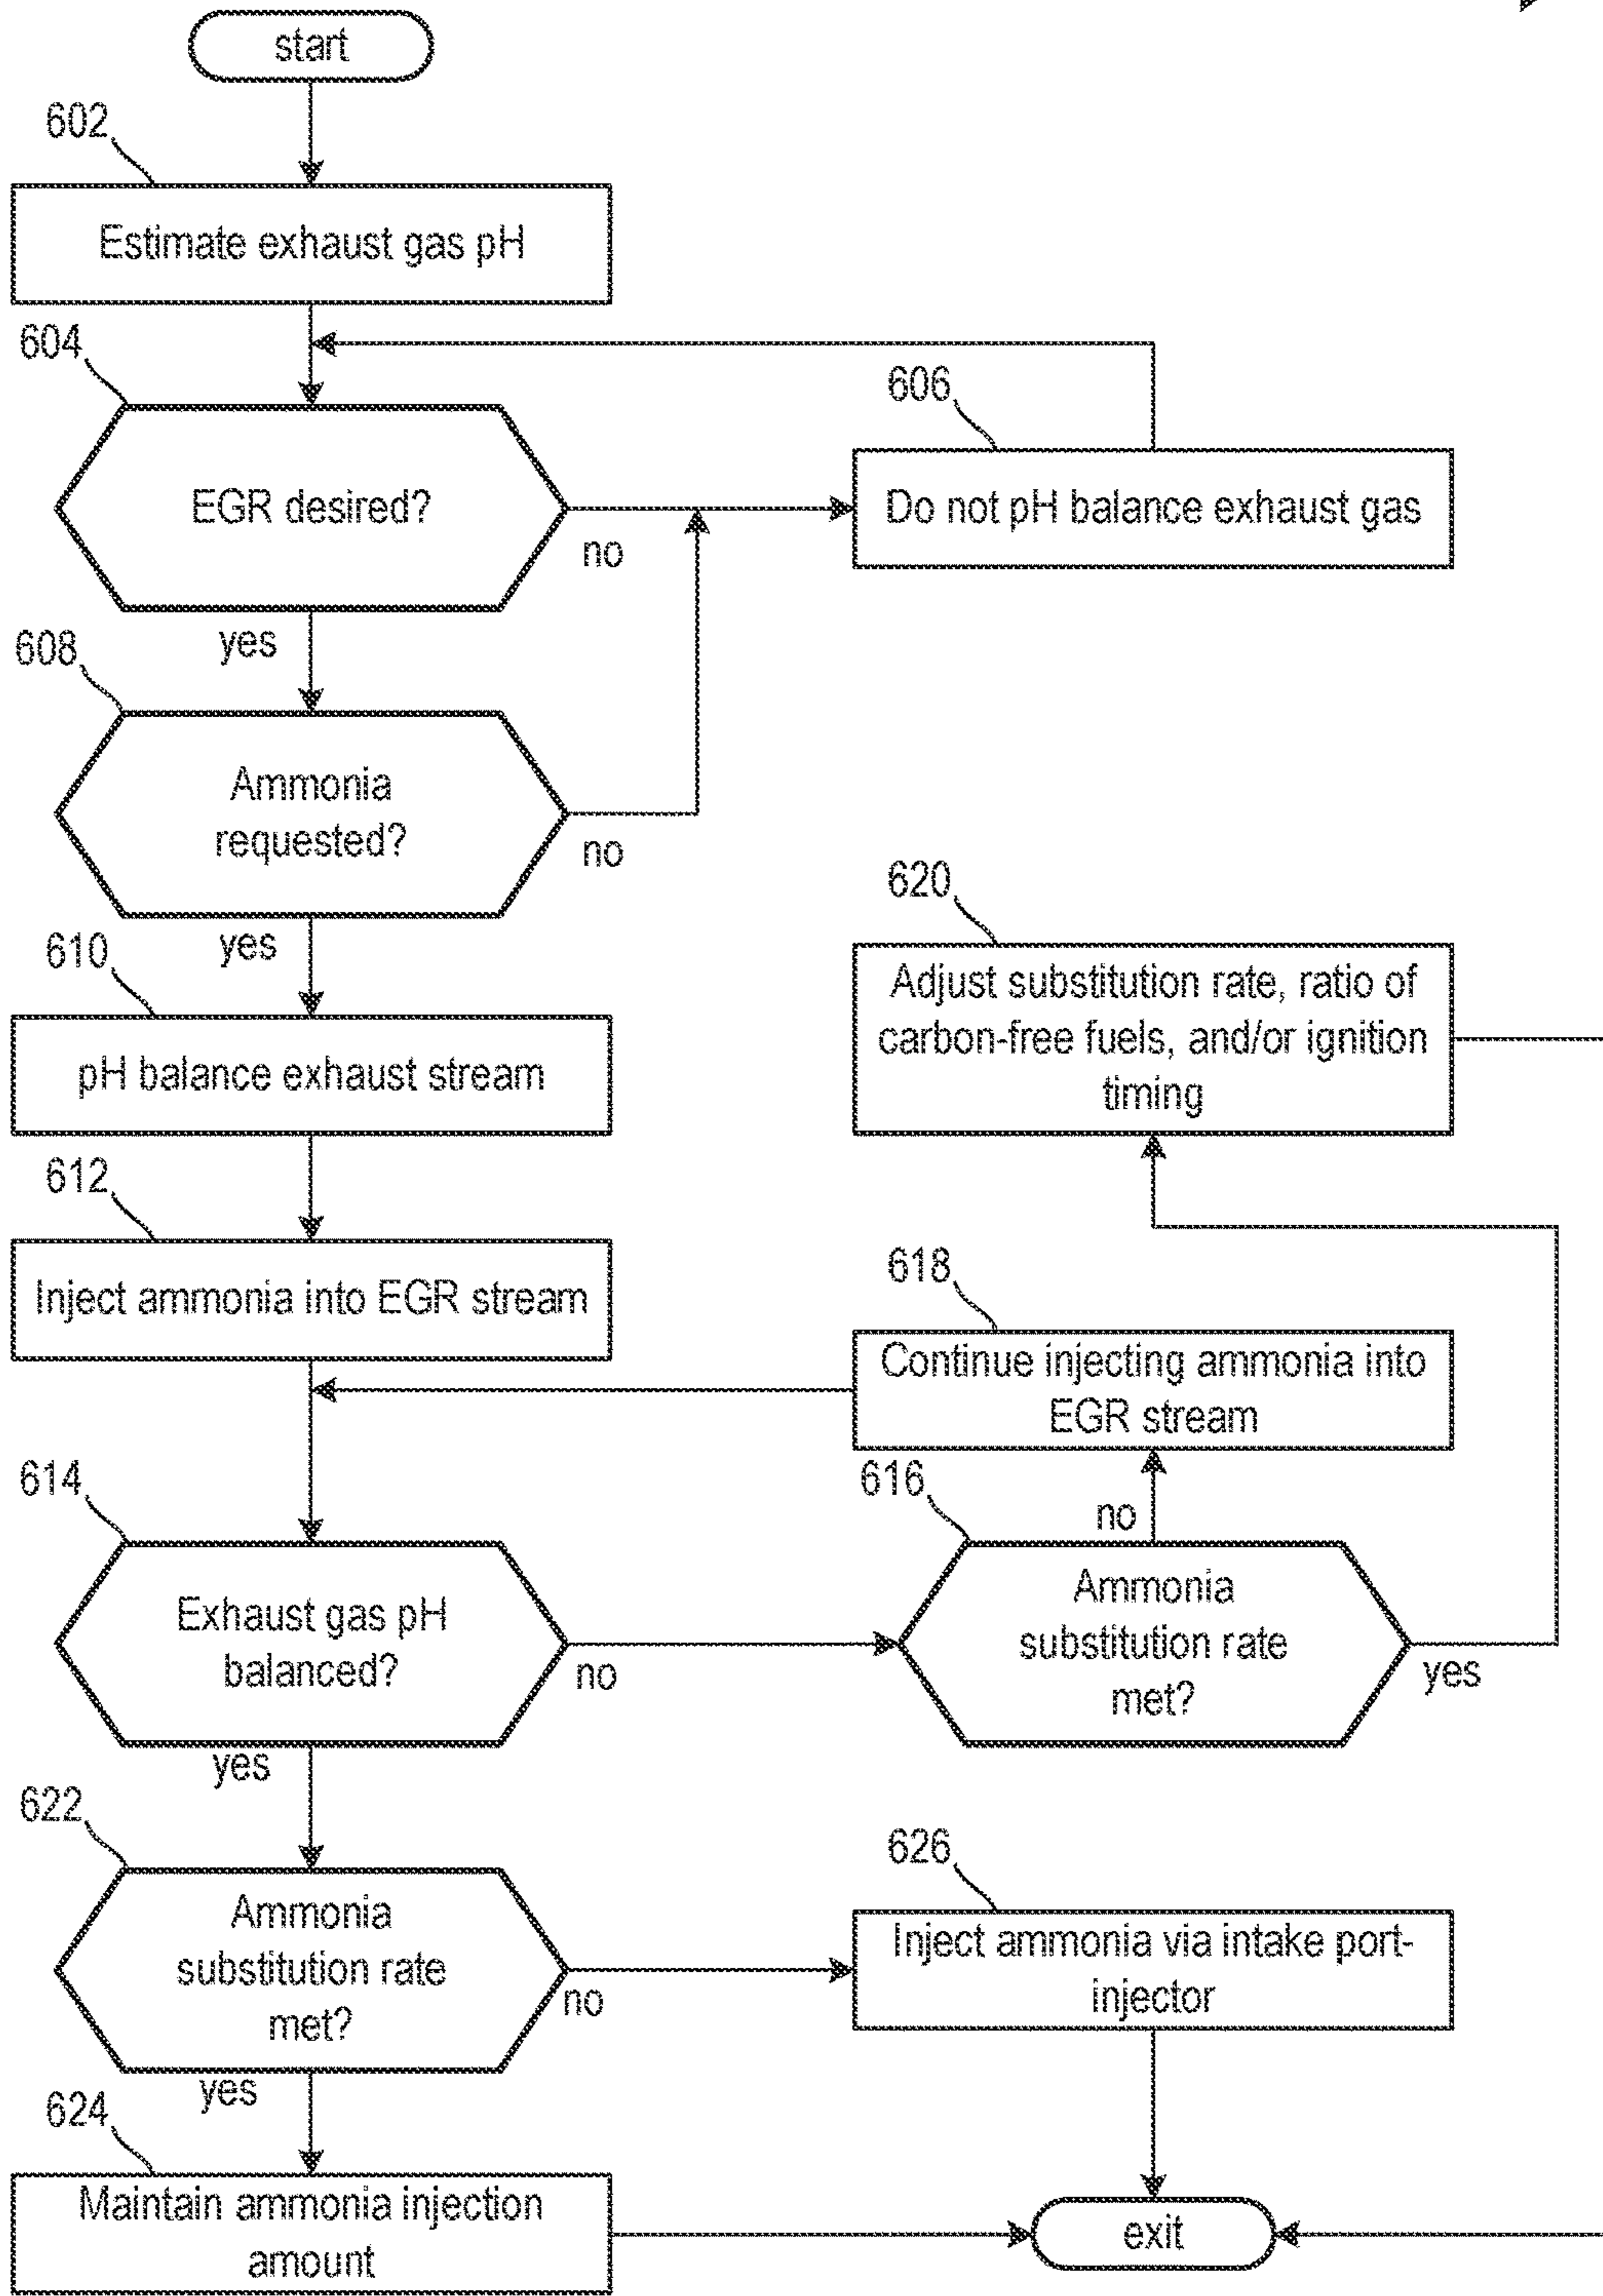 start
602
Estimate exhaust gas pH
604
EGR desired?
no
yes
606
Do not pH balance exhaust gas
608
Ammonia
requested?
no
yes
610
pH balance exhaust stream
612
Inject ammonia into EGR stream
620
Adjust substitution rate, ratio of
carbon-free fuels, and/or ignition
timing
618
Continue injecting ammonia into
EGR stream
614
Exhaust gas pH
balanced?
no
yes
616
no
Ammonia
substitution rate
met?
yes
622
Ammonia
substitution rate
met?
no
yes
626
Inject ammonia via intake port-
injector
624
Maintain ammonia injection
amount
exit